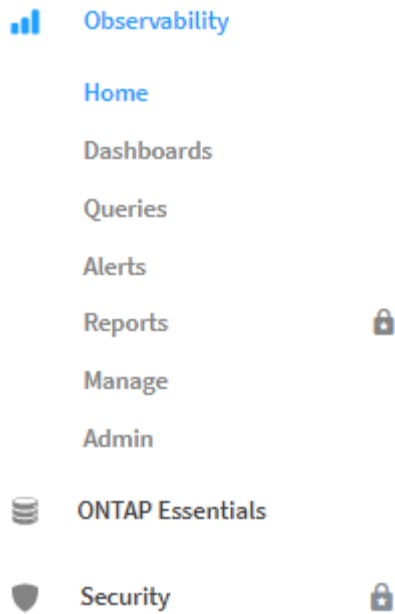 Observability
Home
Dashboards
Queries
Alerts
Reports
Manage
Admin
ONTAP Essentials
Security